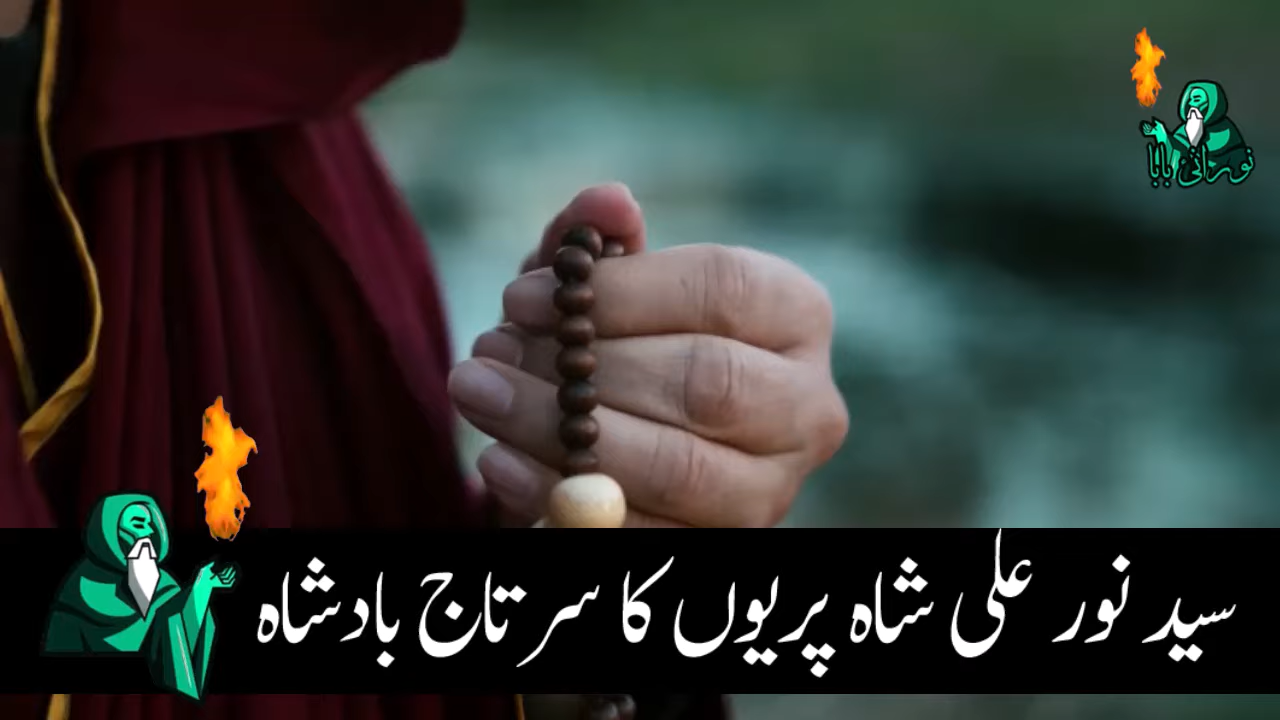 نورانی بابا
سید نور علی شاہ پریوں کا سرتاج بادشاہ